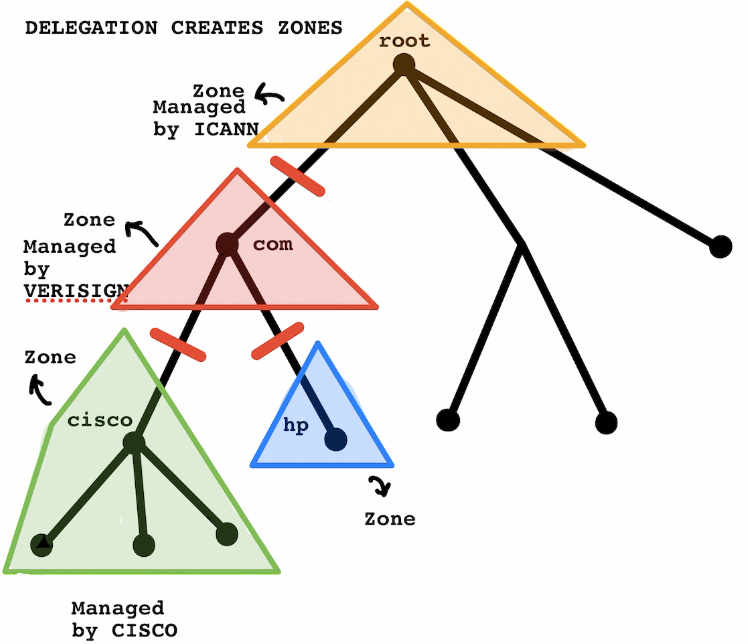 DELEGATION CREATES ZONES
root
Zone
Managed
by ICANN
Zone
com
Managed
by
VERISIGN
Zone
cisco
hp
Zone
Managed
by CISCO